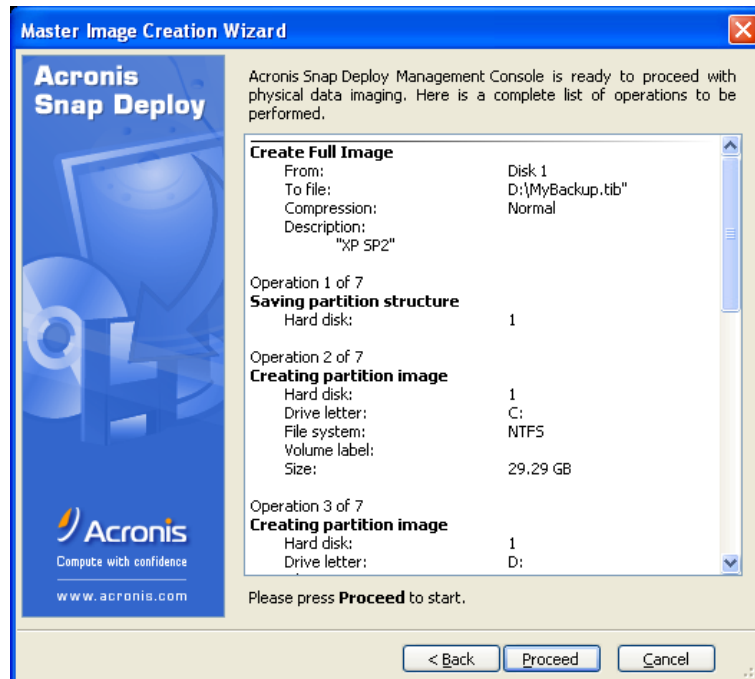 Master Image Creation Wizard
Acronis
Snap Deploy
Acronis Snap Deploy Management Console is ready to proceed with
physical data imaging. Here is a complete list of operations to be
performed.
Create Full Image
From: Disk 1
To file: D:\MyBackup.tib"
Compression: Normal
Description:
"XP SP2"
Operation 1 of 7
Saving partition structure
Hard disk: 1
Operation 2 of 7
Creating partition image
Hard disk: 1
Drive letter: C:
File system: NTFS
Volume label:
Size: 29.29 GB
Operation 3 of 7
Creating partition image
Hard disk: 1
Drive letter: D:
Acronis
Compute with confidence
www.acronis.com
Please press Proceed to start.
< Back Proceed Cancel